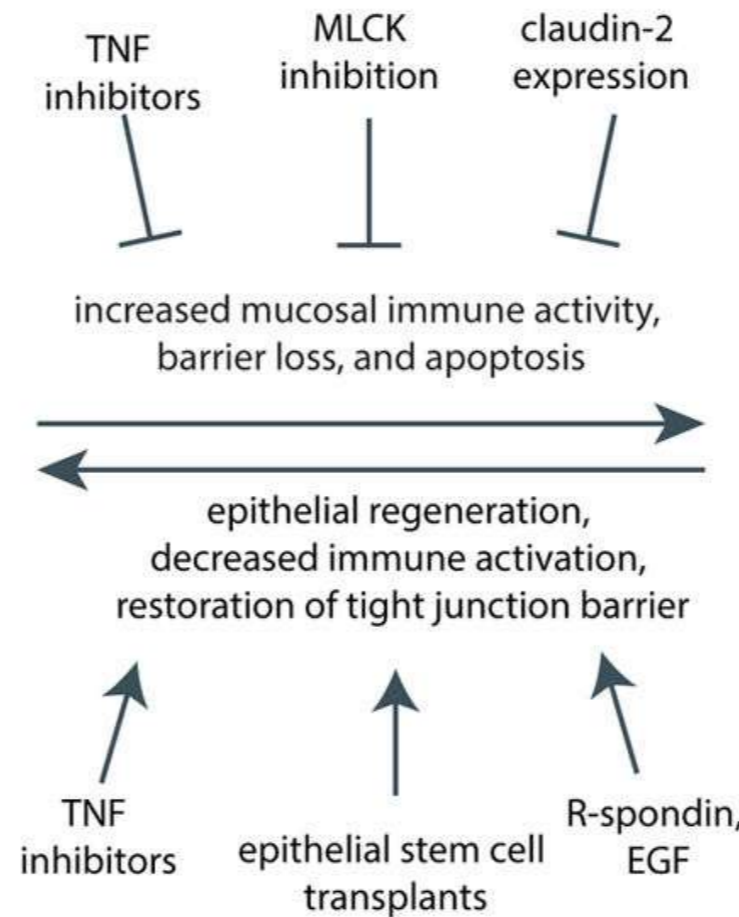 TNF
inhibitors
MLCK
inhibition
claudin-2
expression
increased mucosal immune activity,
barrier loss, and apoptosis
epithelial regeneration,
decreased immune activation,
restoration of tight junction barrier
TNF
inhibitors
epithelial stem cell
transplants
R-spondin,
EGF